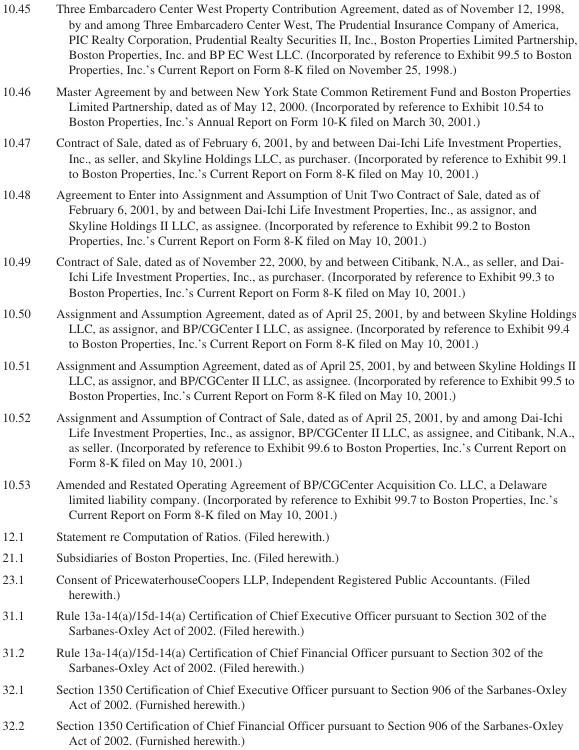 10.45 Three Embarcadero Center West Property Contribution Agreement, dated as of November 12, 1998,
by and among Three Embarcadero Center West, The Prudential Insurance Company of America,
PIC Realty Corporation, Prudential Realty Securities II, Inc., Boston Properties Limited Partnership,
Boston Properties, Inc. and BP EC West LLC. (Incorporated by reference to Exhibit 99.5 to Boston
Properties, Inc.’s Current Report on Form 8-K filed on November 25, 1998.)
10.46 Master Agreement by and between New York State Common Retirement Fund and Boston Properties
Limited Partnership, dated as of May 12, 2000. (Incorporated by reference to Exhibit 10.54 to
Boston Properties, Inc.’s Annual Report on Form 10-K filed on March 30, 2001.)
10.47 Contract of Sale, dated as of February 6, 2001, by and between Dai-Ichi Life Investment Properties,
Inc., as seller, and Skyline Holdings LLC, as purchaser. (Incorporated by reference to Exhibit 99.1
to Boston Properties, Inc.’s Current Report on Form 8-K filed on May 10, 2001.)
10.48 Agreement to Enter into Assignment and Assumption of Unit Two Contract of Sale, dated as of
February 6, 2001, by and between Dai-Ichi Life Investment Properties, Inc., as assignor, and
Skyline Holdings II LLC, as assignee. (Incorporated by reference to Exhibit 99.2 to Boston
Properties, Inc.’s Current Report on Form 8-K filed on May 10, 2001.)
10.49 Contract of Sale, dated as of November 22, 2000, by and between Citibank, N.A., as seller, and Dai-
Ichi Life Investment Properties, Inc., as purchaser. (Incorporated by reference to Exhibit 99.3 to
Boston Properties, Inc.’s Current Report on Form 8-K filed on May 10, 2001.)
10.50 Assignment and Assumption Agreement, dated as of April 25, 2001, by and between Skyline Holdings
LLC, as assignor, and BP/CGCenter I LLC, as assignee. (Incorporated by reference to Exhibit 99.4
to Boston Properties, Inc.’s Current Report on Form 8-K filed on May 10, 2001.)
10.51 Assignment and Assumption Agreement, dated as of April 25, 2001, by and between Skyline Holdings II
LLC, as assignor, and BP/CGCenter II LLC, as assignee. (Incorporated by reference to Exhibit 99.5 to
Boston Properties, Inc.’s Current Report on Form 8-K filed on May 10, 2001.)
10.52 Assignment and Assumption of Contract of Sale, dated as of April 25, 2001, by and among Dai-Ichi
Life Investment Properties, Inc., as assignor, BP/CGCenter II LLC, as assignee, and Citibank, N.A.,
as seller. (Incorporated by reference to Exhibit 99.6 to Boston Properties, Inc.’s Current Report on
Form 8-K filed on May 10, 2001.)
10.53 Amended and Restated Operating Agreement of BP/CGCenter Acquisition Co. LLC, a Delaware
limited liability company. (Incorporated by reference to Exhibit 99.7 to Boston Properties, Inc.’s
Current Report on Form 8-K filed on May 10, 2001.)
12.1 Statement re Computation of Ratios. (Filed herewith.)
21.1 Subsidiaries of Boston Properties, Inc. (Filed herewith.)
23.1 Consent of PricewaterhouseCoopers LLP, Independent Registered Public Accountants. (Filed
herewith.)
31.1 Rule 13a-14(a)/15d-14(a) Certification of Chief Executive Officer pursuant to Section 302 of the
Sarbanes-Oxley Act of 2002. (Filed herewith.)
31.2 Rule 13a-14(a)/15d-14(a) Certification of Chief Financial Officer pursuant to Section 302 of the
Sarbanes-Oxley Act of 2002. (Filed herewith.)
32.1 Section 1350 Certification of Chief Executive Officer pursuant to Section 906 of the Sarbanes-Oxley
Act of 2002. (Furnished herewith.)
32.2 Section 1350 Certification of Chief Financial Officer pursuant to Section 906 of the Sarbanes-Oxley
Act of 2002. (Furnished herewith.)